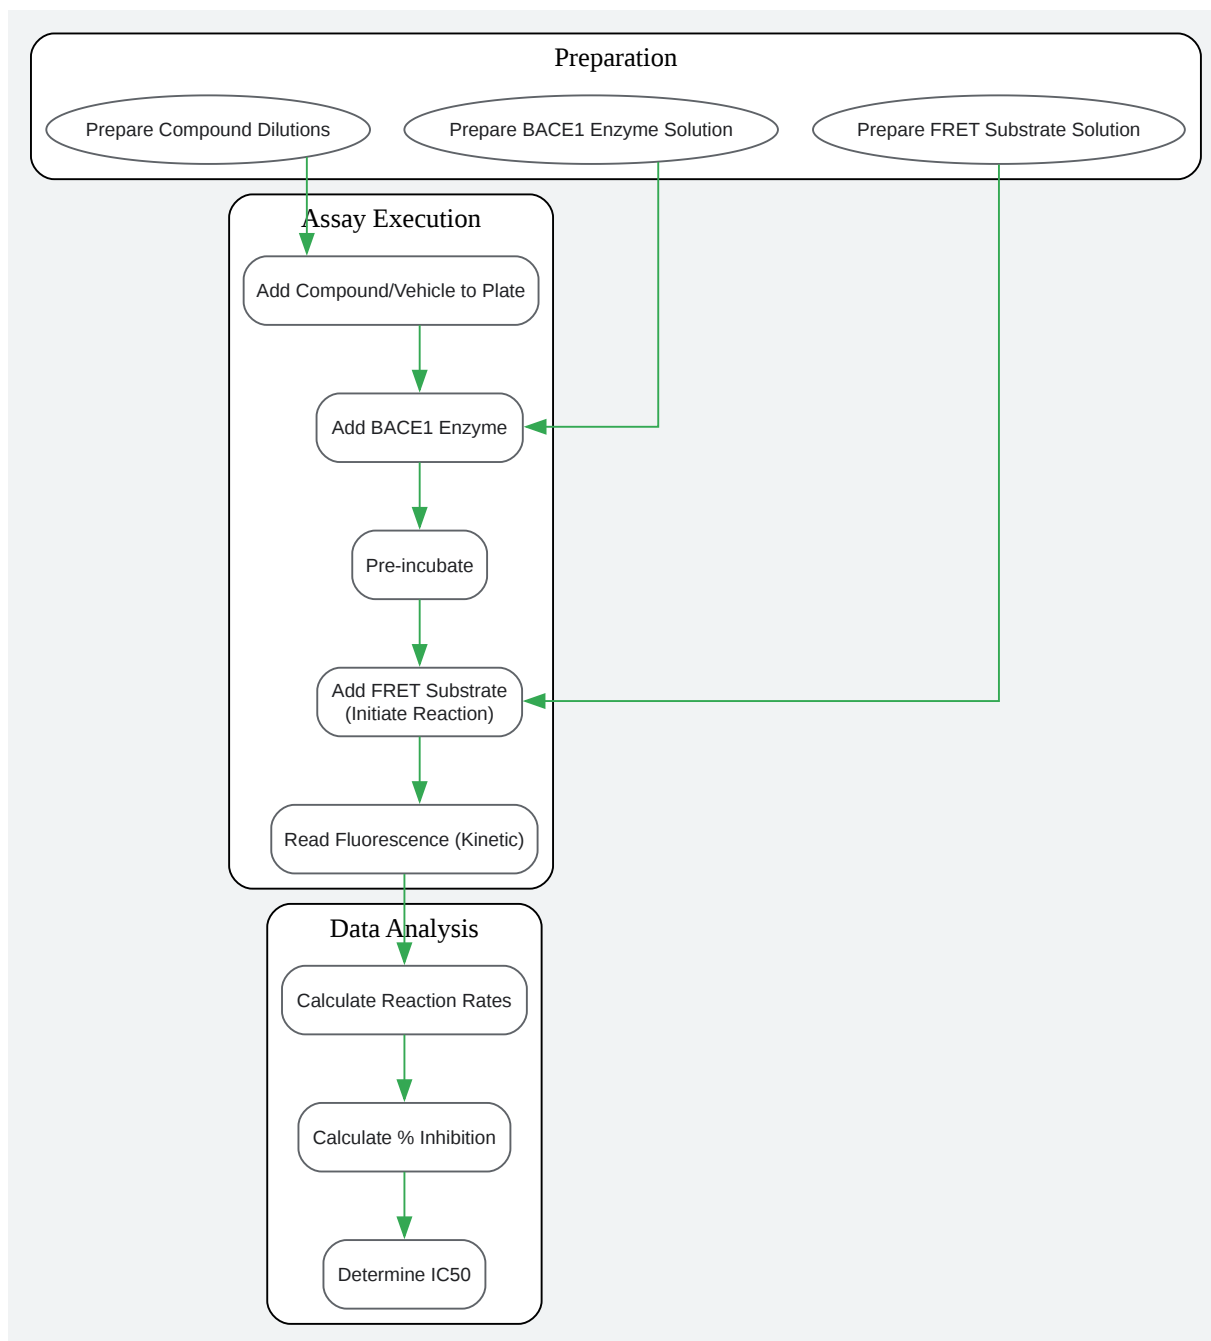 Preparation
Prepare Compound Dilutions
Prepare BACE1 Enzyme Solution
Prepare FRET Substrate Solution
Assay Execution
Add Compound/Vehicle to Plate
Add BACE1 Enzyme
Pre-incubate
Add FRET Substrate
(Initiate Reaction)
Read Fluorescence (Kinetic)
Data Analysis
Calculate Reaction Rates
Calculate % Inhibition
Determine IC50